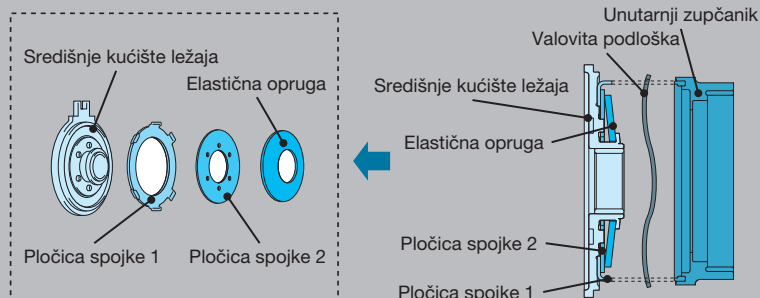 Središnje kućište ležaja
Elastična opruga
Pločica spojke 1
Pločica spojke 2
Unutarnji zupčanik
Valovita podloška
Središnje kućište ležaja
Elastična opruga
Pločica spojke 2
Pločica spojke 1